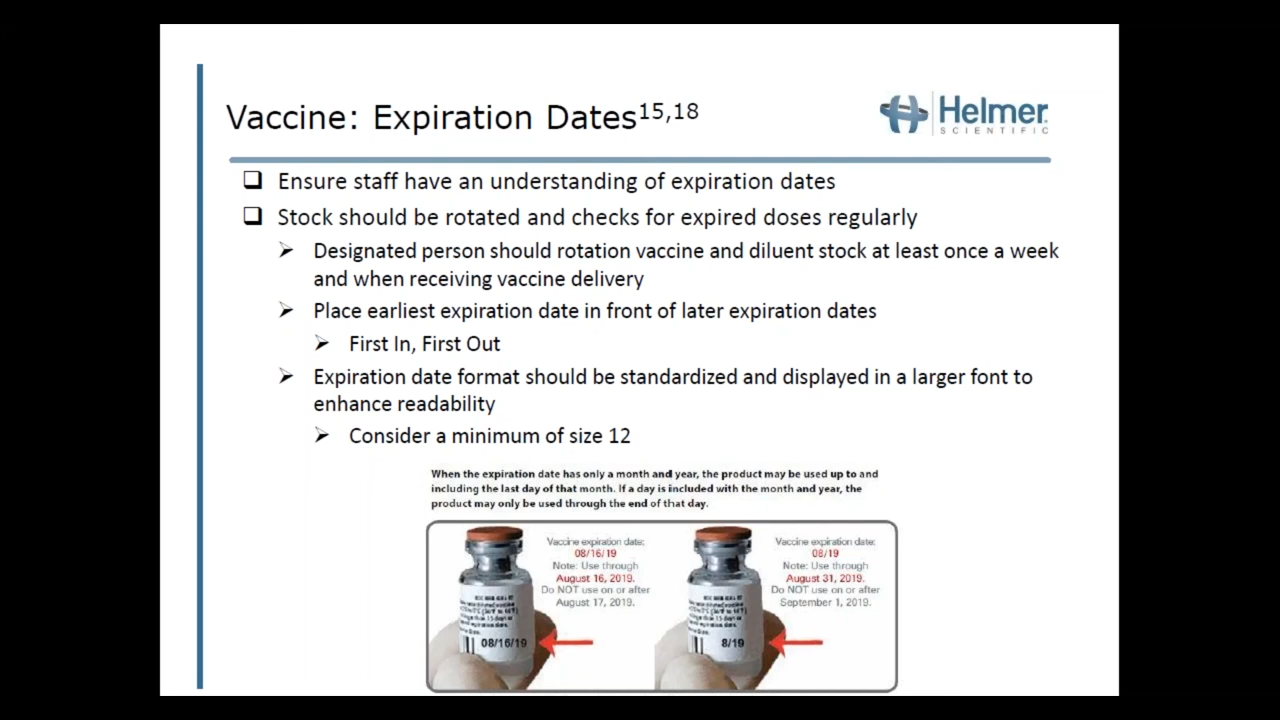 Vaccine: Expiration Dates15,18
Helmer
SCIENTIFIC
Ensure staff have an understanding of expiration dates
Stock should be rotated and checks for expired doses regularly
Designated person should rotation vaccine and diluent stock at least once a week
and when receiving vaccine delivery
Place earliest expiration date in front of later expiration dates
First In, First Out
Expiration date format should be standardized and displayed in a larger font to
enhance readability
Consider a minimum of size 12
When the expiration date has only a month and year, the product may be used up to and
including the last day of that month. If a day is included with the month and year, the
product may only be used through the end of that day.
Vaccine expiration date:
08/16/19
Note: Use through
August 16, 2019.
Do NOT use on or after
August 17, 2019.
08/16/19
Vaccine expiration date:
08/19
Note: Use through
August 31, 2019.
Do NOT use on or after
September 1, 2019.
8/19